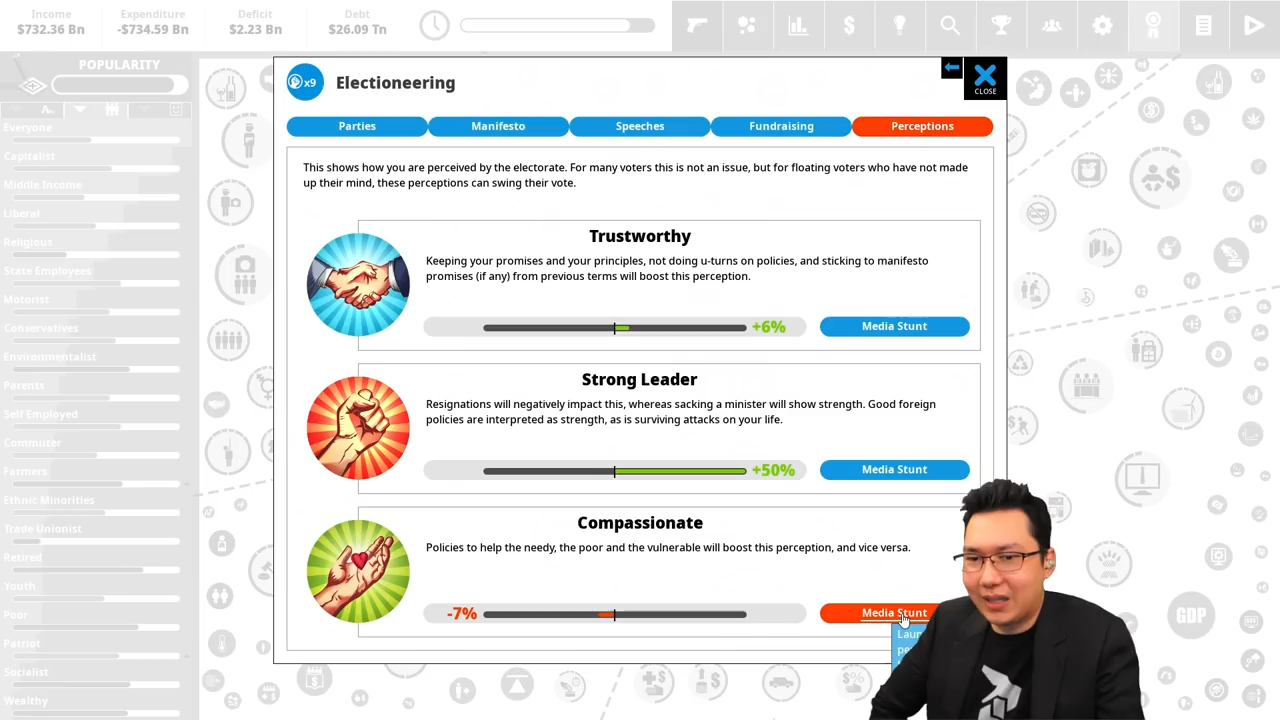 Income
$732.36 Bn
Expenditure
-$734.59 Bn
Deficit
$2.23 Bn
Debt
$26.09 Tn
POPULARITY
Everyone
Capitalist
Middle Income
Liberal
Religious
State Employees
Motorist
Conservatives
Environmentalist
Parents
Self Employed
Commuter
Farmers
Ethnic Minorities
Trade Unionist
Retired
Youth
Poor
Patriot
Socialist
Wealthy
x9
Electioneering
CLOSE
Parties
Manifesto
Speeches
Fundraising
Perceptions
This shows how you are perceived by the electorate. For many voters this is not an issue, but for floating voters who have not made
up their mind, these perceptions can swing their vote.
Trustworthy
Keeping your promises and your principles, not doing u-turns on policies, and sticking to manifesto
promises (if any) from previous terms will boost this perception.
+6%
Media Stunt
Strong Leader
Resignations will negatively impact this, whereas sacking a minister will show strength. Good foreign
policies are interpreted as strength, as is surviving attacks on your life.
+50%
Media Stunt
Compassionate
Policies to help the needy, the poor and the vulnerable will boost this perception, and vice versa.
-7%
Media Stunt
GDP